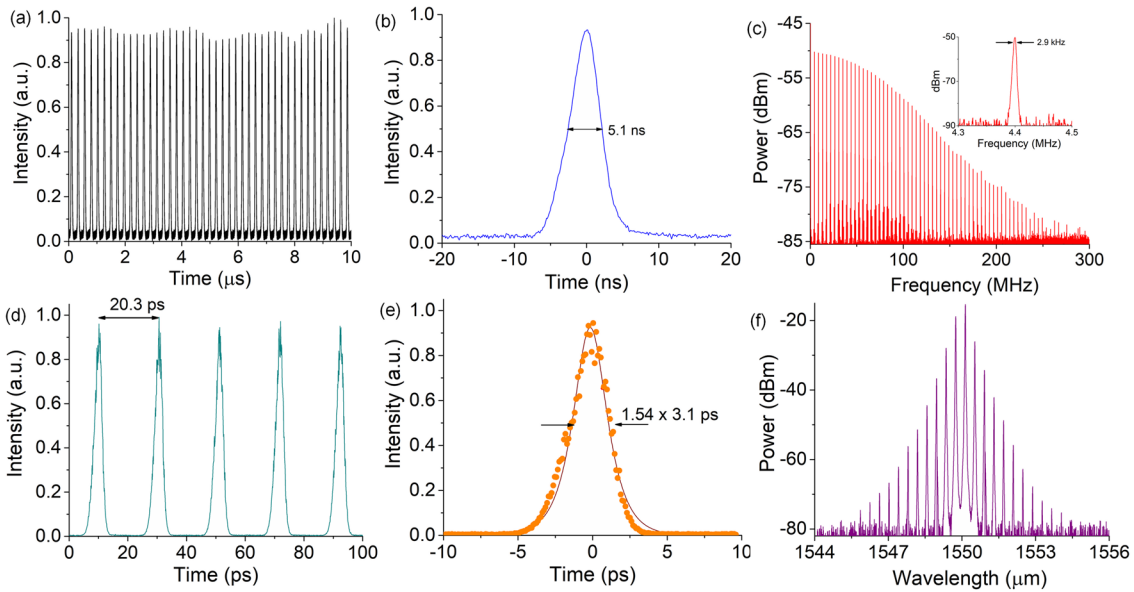 (a)
Intensity (a.u.)
1.0
0.8
0.6
0.4
0.2
0.0
0 2 4 6 8 10
Time (μs)
(b)
Intensity (a.u.)
1.0
0.8
0.6
0.4
0.2
0.0
5.1 ns
-20 -10 0 10 20
Time (ns)
(c)
Power (dBm)
-45
-55
-65
-75
-85
0 100 200 300
Frequency (MHz)
dBm
-50
-70
-90
2.9 kHz
4.3 4.4 4.5
Frequency (MHz)
(d)
Intensity (a.u.)
1.0
0.8
0.6
0.4
0.2
0.0
20.3 ps
0 20 40 60 80 100
Time (ps)
(e)
Intensity (a.u.)
1.0
0.8
0.6
0.4
0.2
0.0
1.54 x 3.1 ps
-10 -5 0 5 10
Time (ps)
(f)
Power (dBm)
-20
-40
-60
-80
1544 1547 1550 1553 1556
Wavelength (μm)